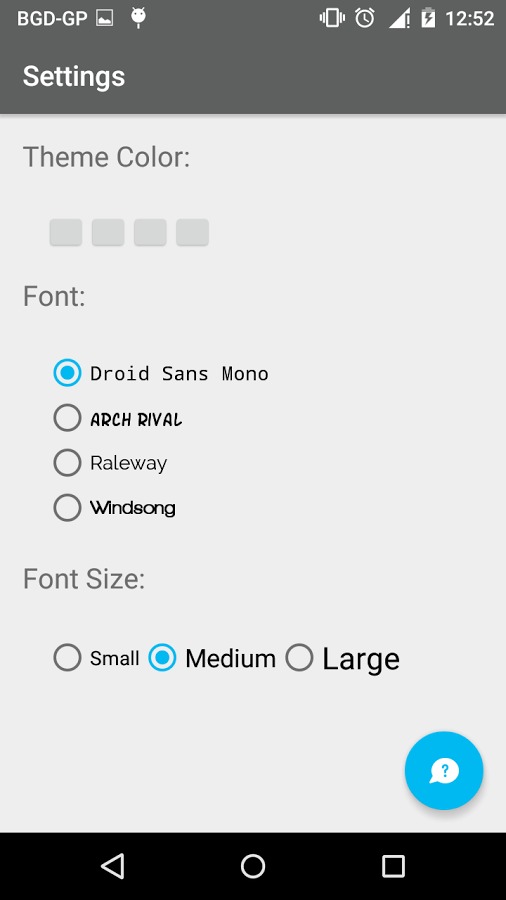 BGD-GP 12:52
Settings
Theme Color:
Font:
Droid Sans Mono
ARCH RIVAL
Raleway
Windsong
Font Size:
Small Medium Large
?